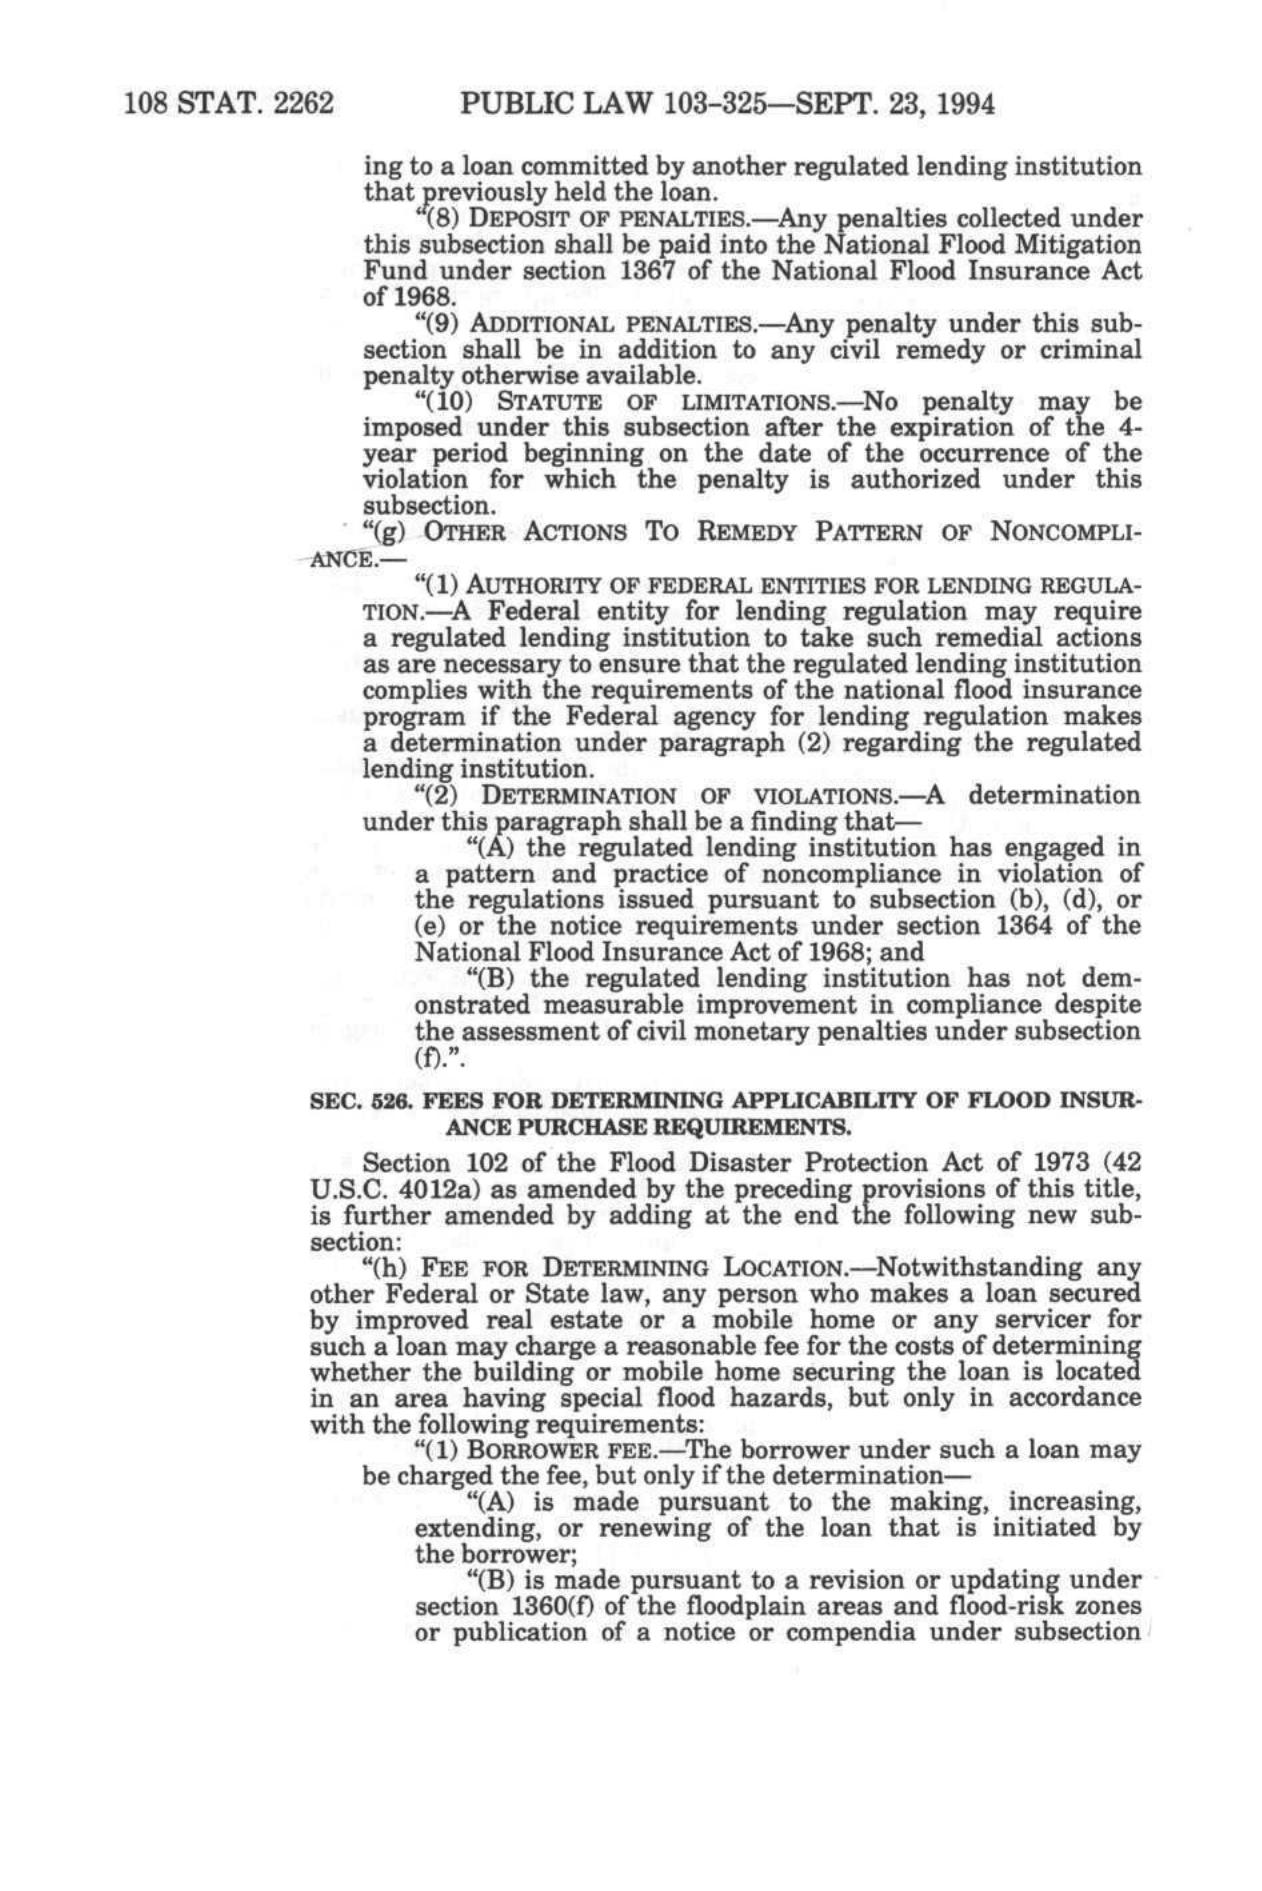 108 STAT. 2262 PUBLIC LAW 103-325—SEPT. 23, 1994
ing to a loan committed by another regulated lending institution
that previously held the loan.
“(8) DEPOSIT OF PENALTIES.—Any penalties collected under
this subsection shall be paid into the National Flood Mitigation
Fund under section 1367 of the National Flood Insurance Act
of 1968.
“(9) ADDITIONAL PENALTIES.—Any penalty under this sub-
section shall be in addition to any civil remedy or criminal
penalty otherwise available.
“(10) STATUTE OF LIMITATIONS.—No penalty may be
imposed under this subsection after the expiration of the 4-
year period beginning on the date of the occurrence of the
violation for which the penalty is authorized under this
subsection.
“(g) OTHER ACTIONS TO REMEDY PATTERN OF NONCOMPLI-
ANCE.—
“(1) AUTHORITY OF FEDERAL ENTITIES FOR LENDING REGULA-
TION.—A Federal entity for lending regulation may require
a regulated lending institution to take such remedial actions
as are necessary to ensure that the regulated lending institution
complies with the requirements of the national flood insurance
program if the Federal agency for lending regulation makes
a determination under paragraph (2) regarding the regulated
lending institution.
“(2) DETERMINATION OF VIOLATIONS.—A determination
under this paragraph shall be a finding that—
“(A) the regulated lending institution has engaged in
a pattern and practice of noncompliance in violation of
the regulations issued pursuant to subsection (b), (d), or
(e) or the notice requirements under section 1364 of the
National Flood Insurance Act of 1968; and
“(B) the regulated lending institution has not dem-
onstrated measurable improvement in compliance despite
the assessment of civil monetary penalties under subsection
(f).”.
SEC. 526. FEES FOR DETERMINING APPLICABILITY OF FLOOD INSUR-
ANCE PURCHASE REQUIREMENTS.
Section 102 of the Flood Disaster Protection Act of 1973 (42
U.S.C. 4012a) as amended by the preceding provisions of this title,
is further amended by adding at the end the following new sub-
section:
“(h) FEE FOR DETERMINING LOCATION.—Notwithstanding any
other Federal or State law, any person who makes a loan secured
by improved real estate or a mobile home or any servicer for
such a loan may charge a reasonable fee for the costs of determining
whether the building or mobile home securing the loan is located
in an area having special flood hazards, but only in accordance
with the following requirements:
“(1) BORROWER FEE.—The borrower under such a loan may
be charged the fee, but only if the determination—
“(A) is made pursuant to the making, increasing,
extending, or renewing of the loan that is initiated by
the borrower;
“(B) is made pursuant to a revision or updating under
section 1360(f) of the floodplain areas and flood-risk zones
or publication of a notice or compendia under subsection